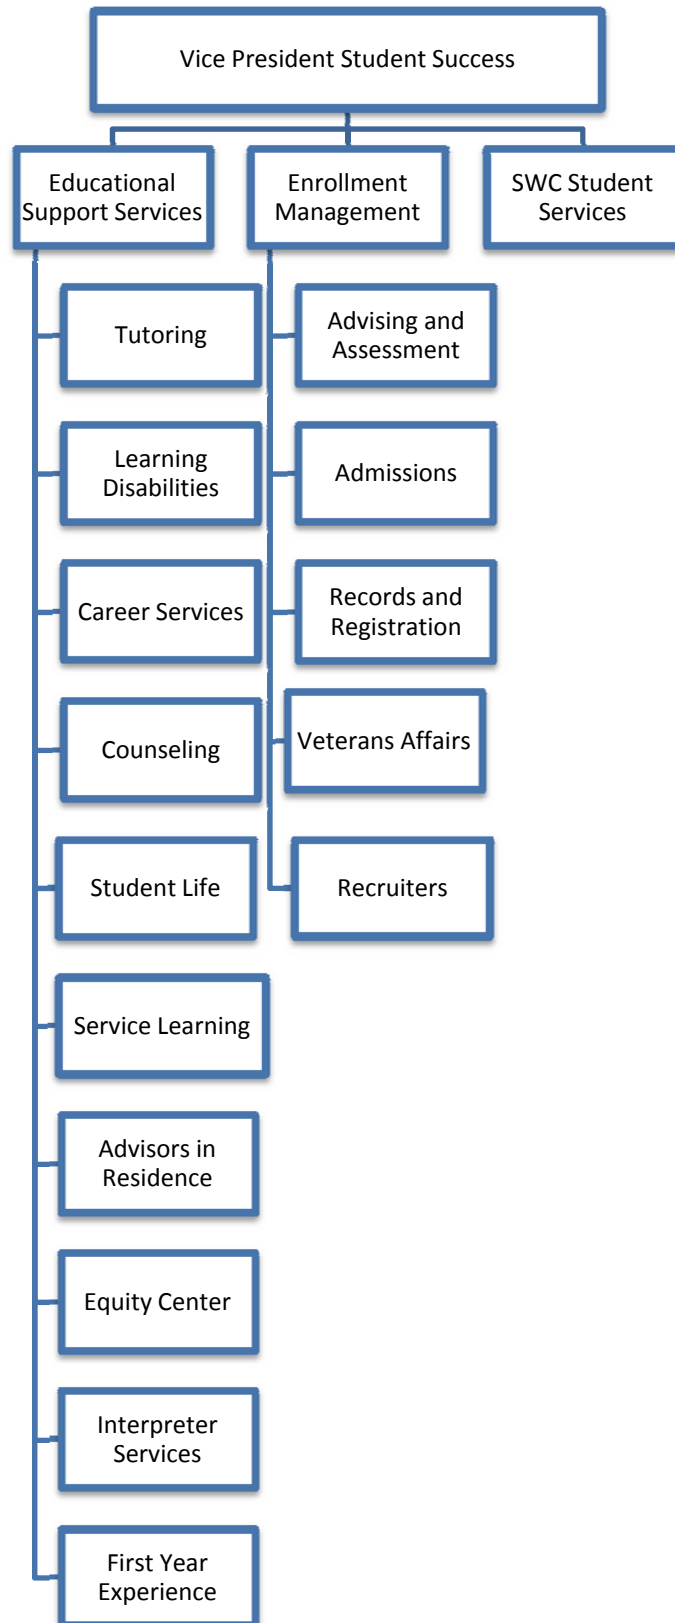 Vice President Student Success
Educational
Support Services
Enrollment
Management
SWC Student
Services
Tutoring
Learning
Disabilities
Career Services
Counseling
Student Life
Service Learning
Advisors in
Residence
Equity Center
Interpreter
Services
First Year
Experience
Advising and
Assessment
Admissions
Records and
Registration
Veterans Affairs
Recruiters